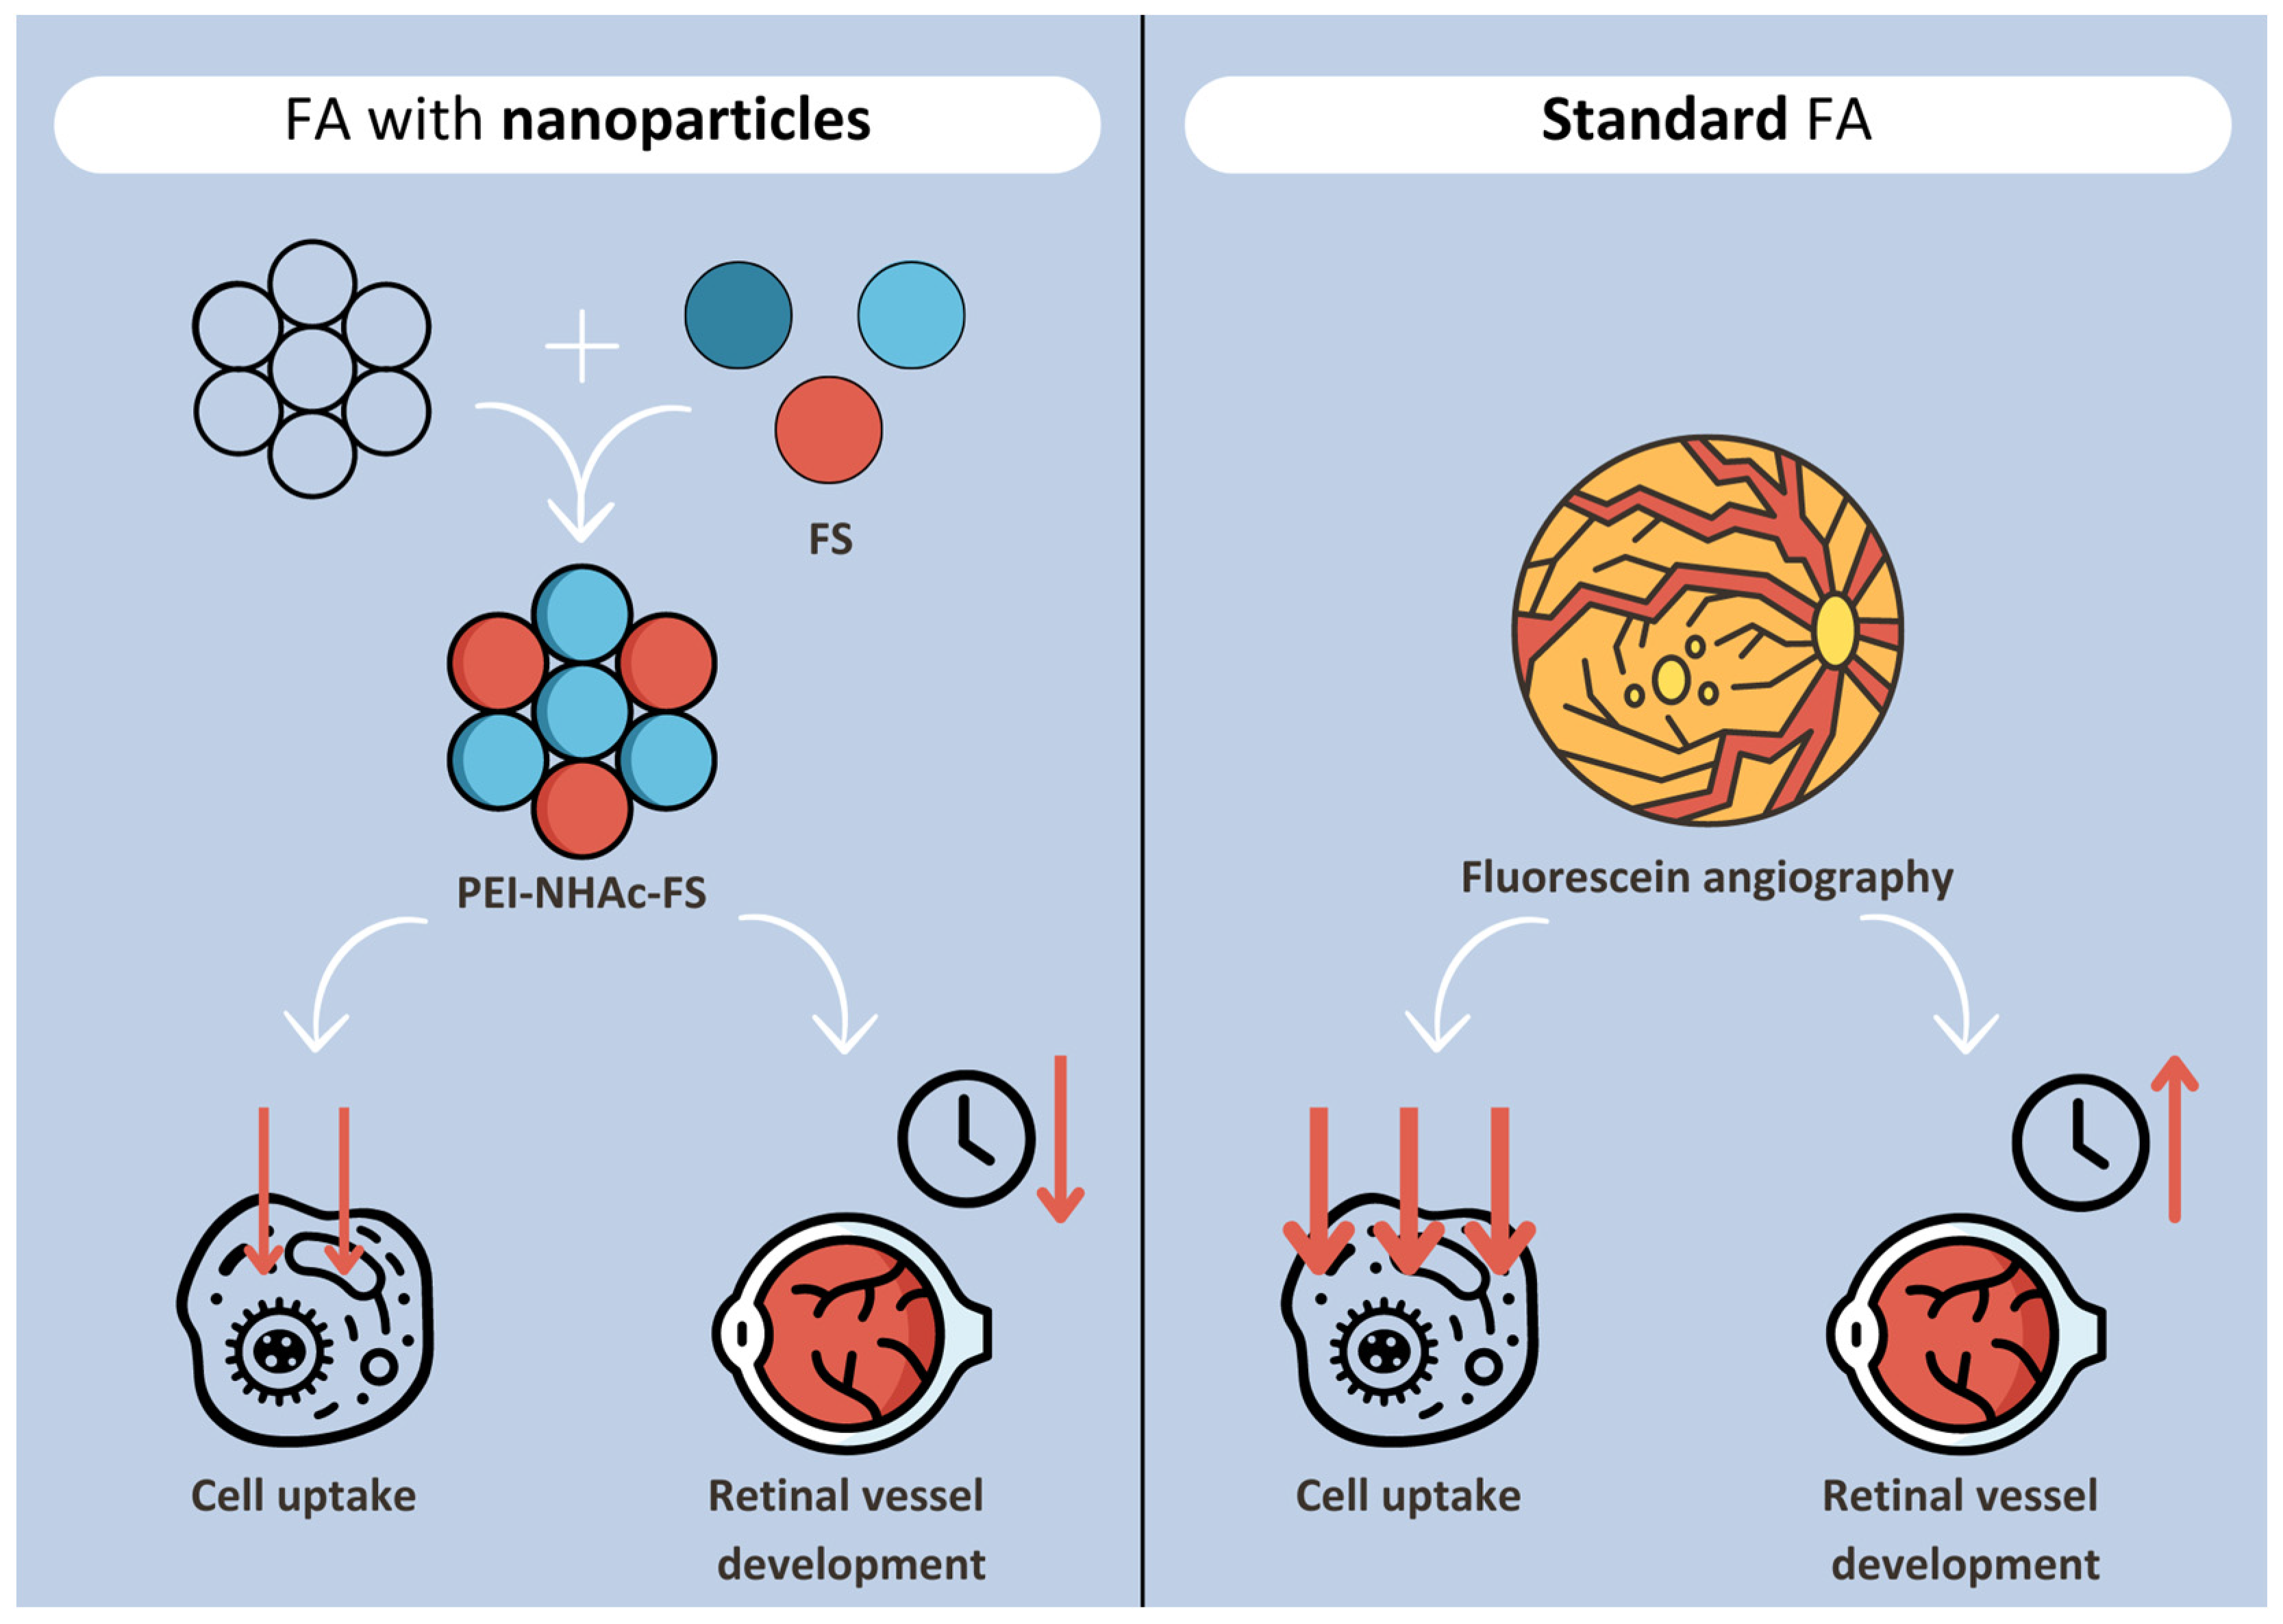 FA with nanoparticles
FS
PEI-NHAc-FS
Cell uptake
Retinal vessel
development
Standard FA
Fluorescein angiography
Cell uptake
Retinal vessel
development